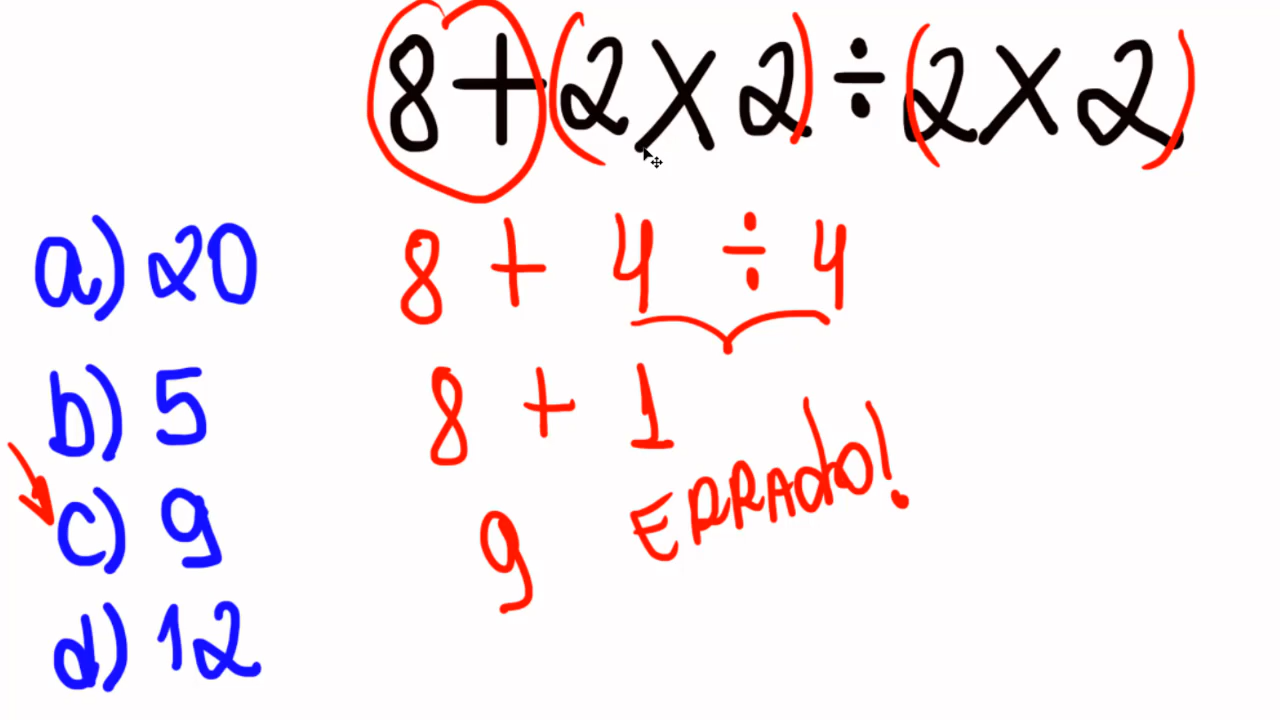 8+(2×2)÷(2×2)
a) 20
8 + 4 ÷ 4
b) 5
8 + 1
c) 9
ERRADO!
9
d) 12